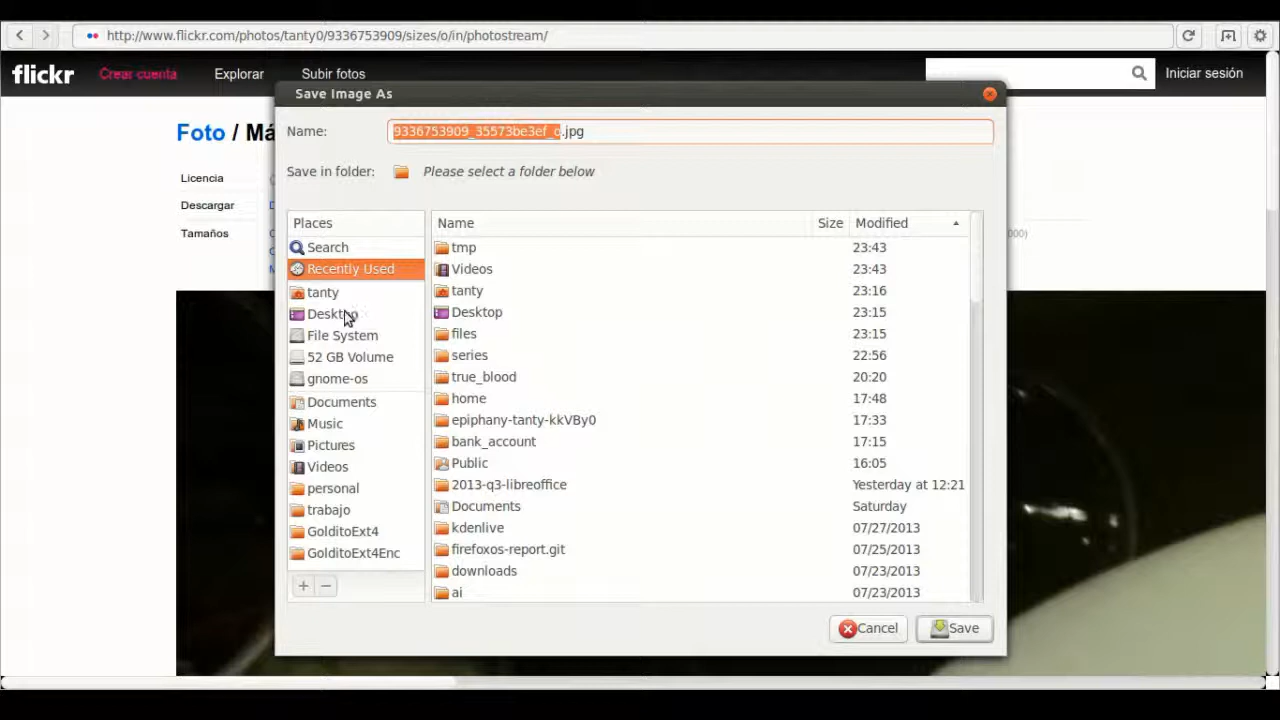 http://www.flickr.com/photos/tanty0/9336753909/sizes/o/in/photostream/
flickr Crear cuenta Explorar Subir fotos Iniciar sesión
Save Image As
Foto / Má
Name: 9336753909_35573be3ef_o.jpg
Licencia
Save in folder: Please select a folder below
Descargar
Tamaños
000)
Places
Search
Recently Used
tanty
Desktop
File System
52 GB Volume
gnome-os
Documents
Music
Pictures
Videos
personal
trabajo
GolditoExt4
GolditoExt4Enc
+ −
Name Size Modified
tmp 23:43
Videos 23:43
tanty 23:16
Desktop 23:15
files 23:15
series 22:56
true_blood 20:20
home 17:48
epiphany-tanty-kkVBy0 17:33
bank_account 17:15
Public 16:05
2013-q3-libreoffice Yesterday at 12:21
Documents Saturday
kdenlive 07/27/2013
firefoxos-report.git 07/25/2013
downloads 07/23/2013
ai 07/23/2013
Cancel Save